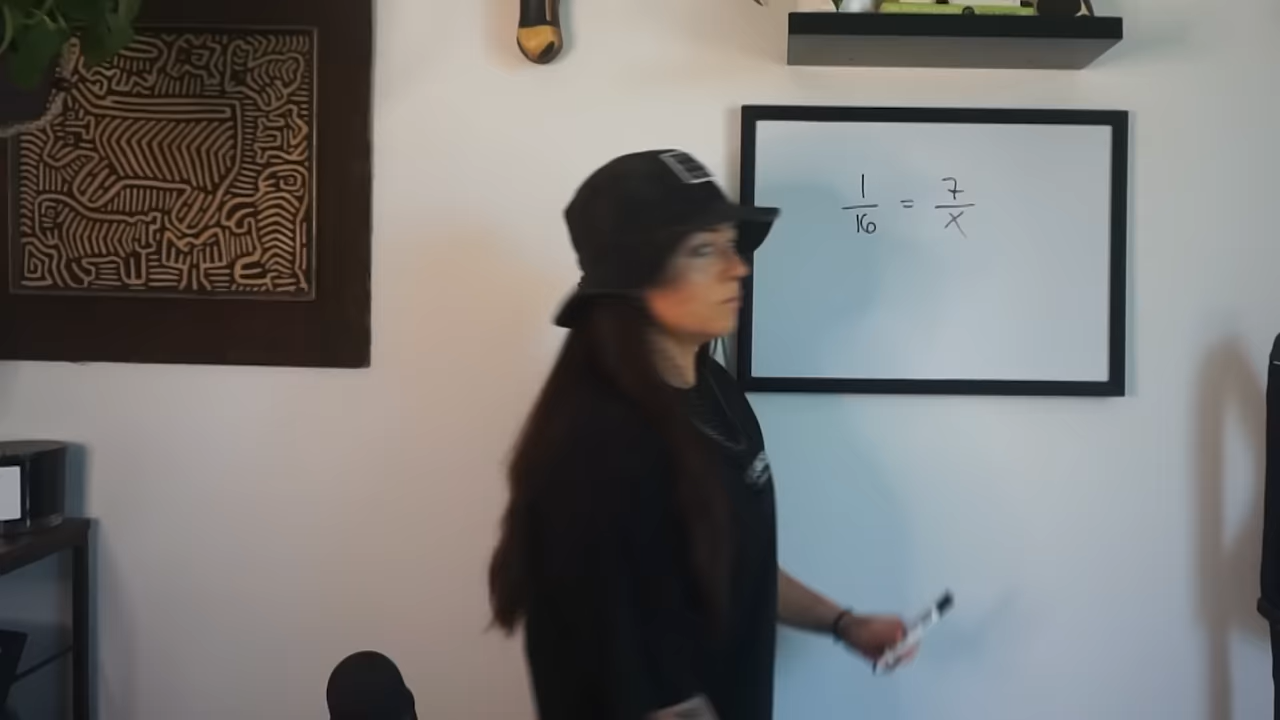 1/16 = 7/x